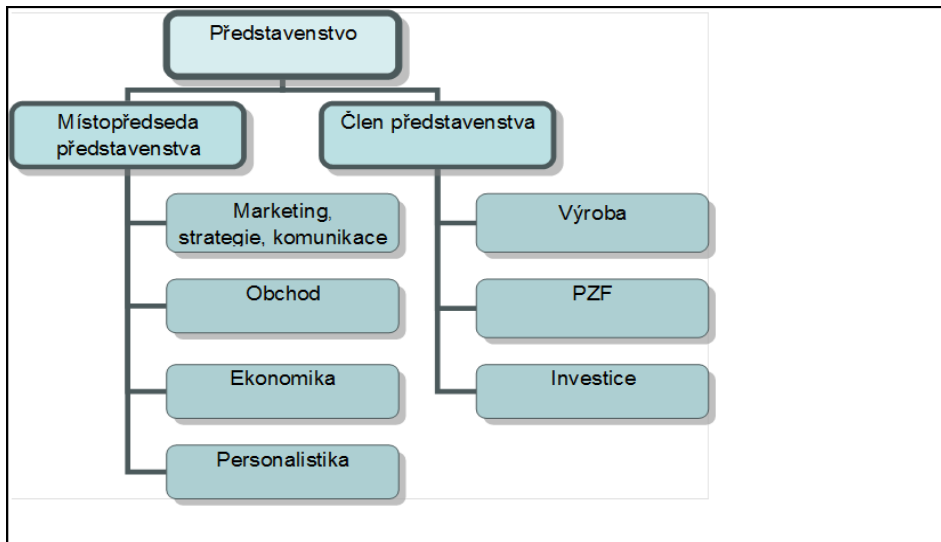 Představenstvo
Místopředseda
představenstva
Člen představenstva
Marketing,
strategie, komunikace
Obchod
Ekonomika
Personalistika
Výroba
PZF
Investice